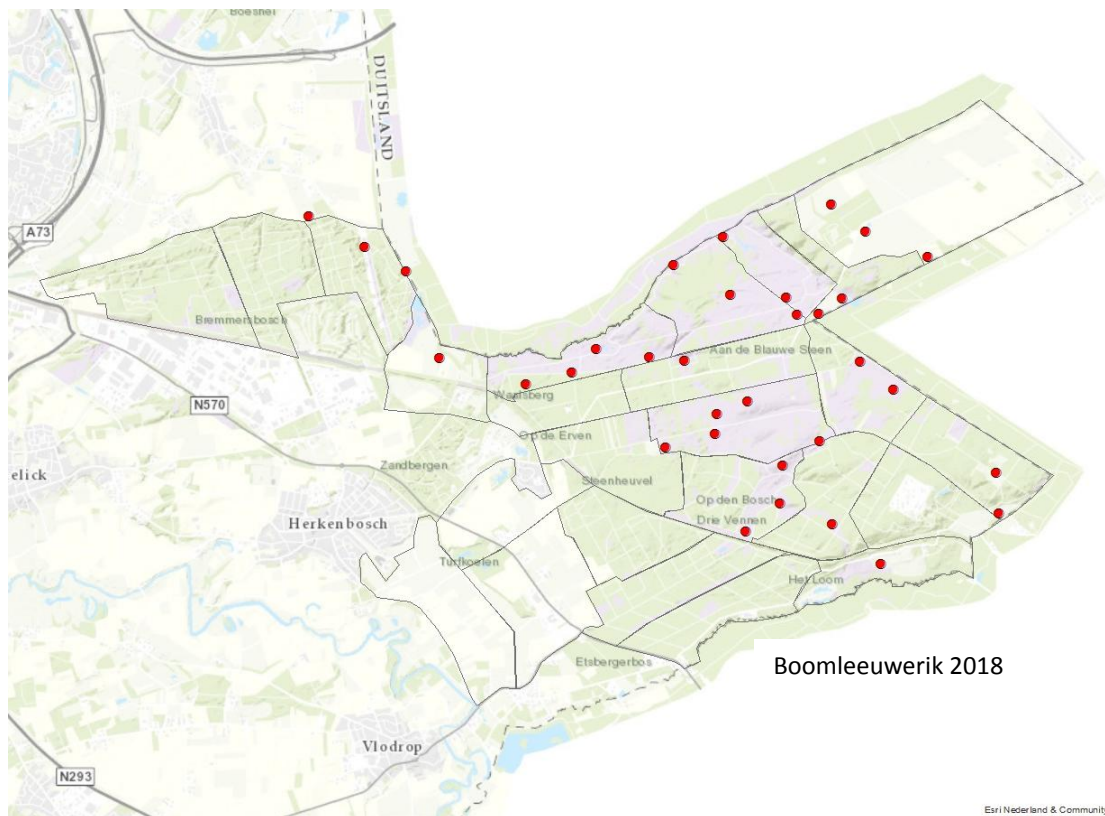 Boeshei
DUITSLAND
A73
Bremmersbosch
Aan de Blauwe Steen
N570
Waalsberg
Op de Erven
Zandbergen
elick
Steenheuvel
Op den Bosch
Herkenbosch
Drie Vennen
Turfkoelen
Het Loom
Etsbergerbos
Boomleeuwerik 2018
Vlodrop
N293
Esri Nederland & Community